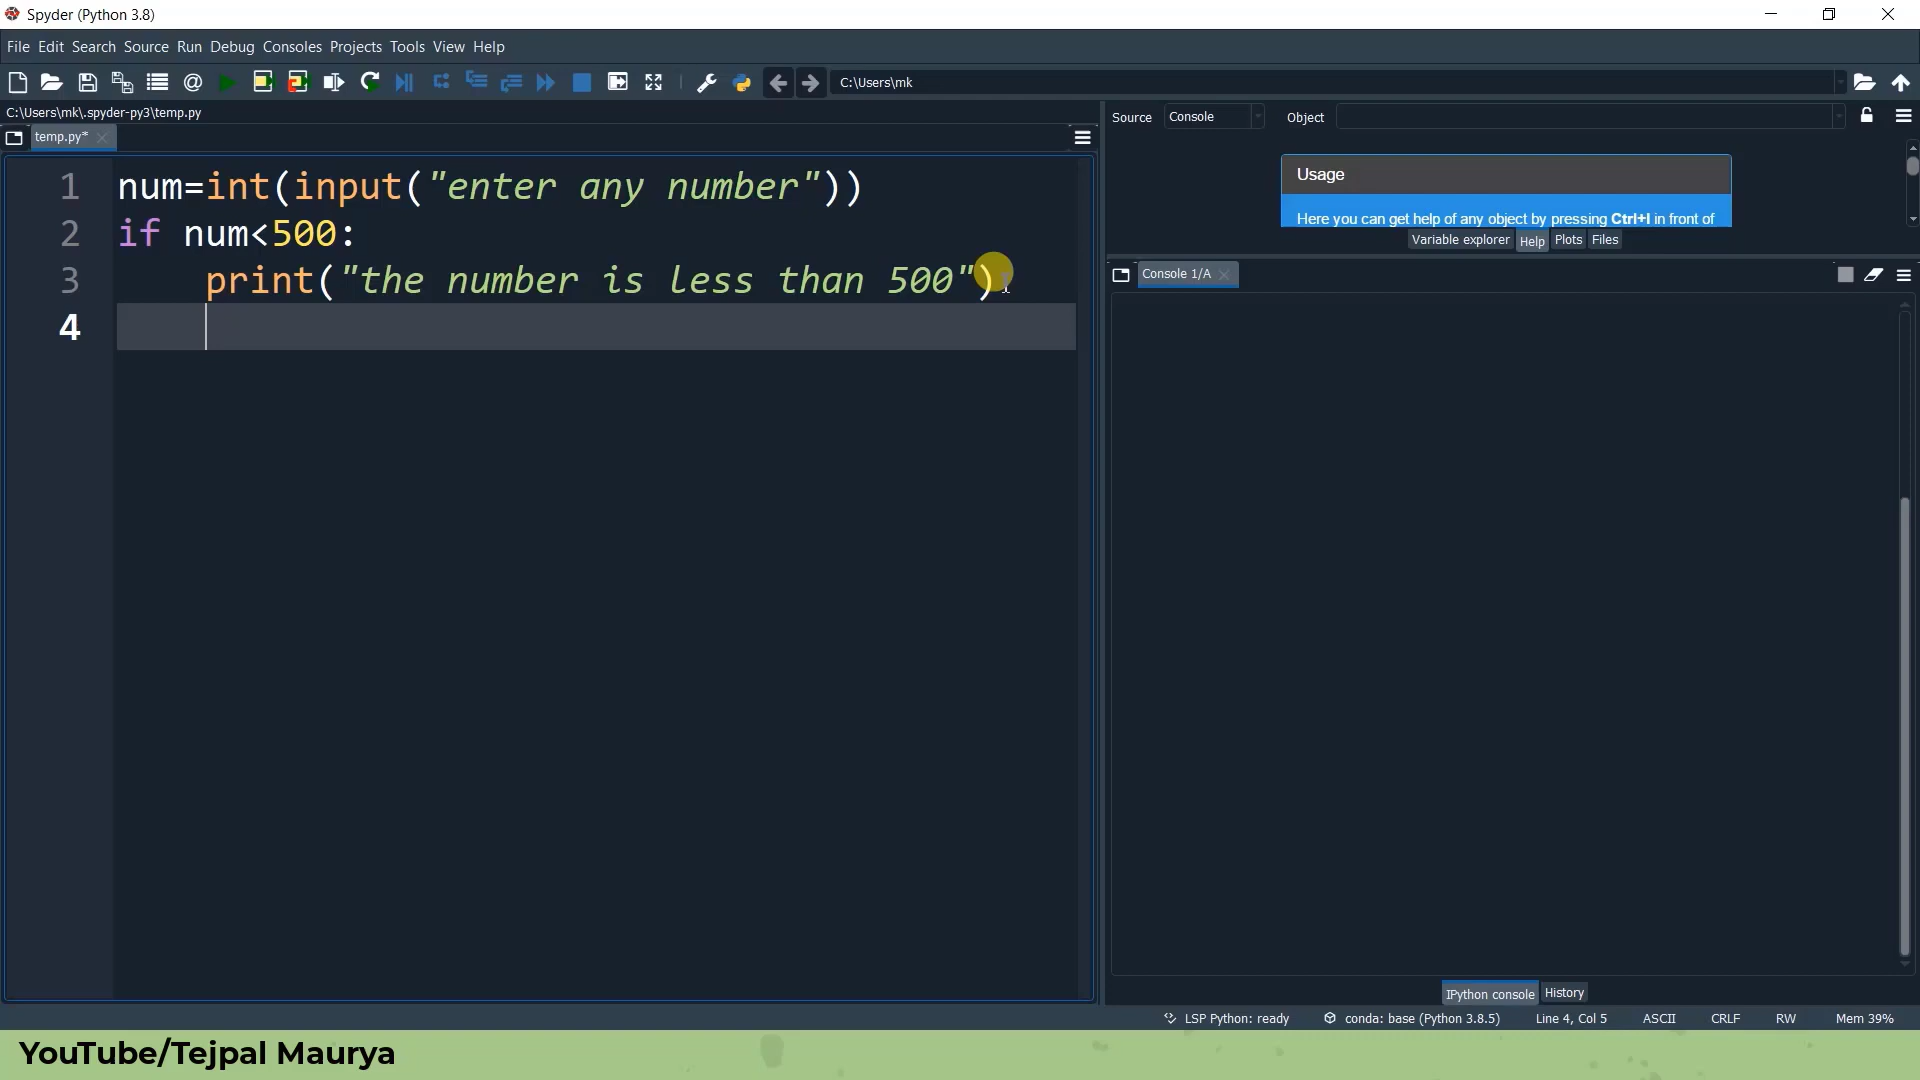 Spyder (Python 3.8)
File Edit Search Source Run Debug Consoles Projects Tools View Help
C:\Users\mk
C:\Users\mk\.spyder-py3\temp.py
temp.py*
1 num=int(input("enter any number"))
2 if num<500:
3 print("the number is less than 500")
4
Source Console Object
Usage
Here you can get help of any object by pressing Ctrl+I in front of
Variable explorer Help Plots Files
Console 1/A
IPython console History
LSP Python: ready conda: base (Python 3.8.5) Line 4, Col 5 ASCII CRLF RW Mem 39%
YouTube/Tejpal Maurya